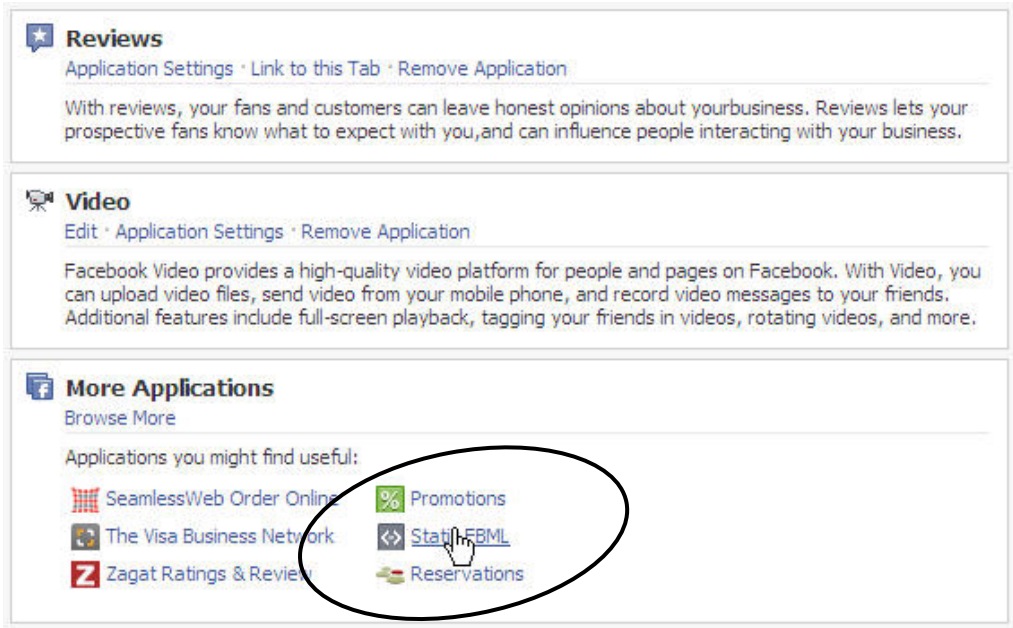 Reviews
Application Settings · Link to this Tab · Remove Application
With reviews, your fans and customers can leave honest opinions about yourbusiness. Reviews lets your
prospective fans know what to expect with you,and can influence people interacting with your business.
Video
Edit · Application Settings · Remove Application
Facebook Video provides a high-quality video platform for people and pages on Facebook. With Video, you
can upload video files, send video from your mobile phone, and record video messages to your friends.
Additional features include full-screen playback, tagging your friends in videos, rotating videos, and more.
More Applications
Browse More
Applications you might find useful:
SeamlessWeb Order Online
Promotions
The Visa Business Network
Static FBML
Zagat Ratings & Review
Reservations